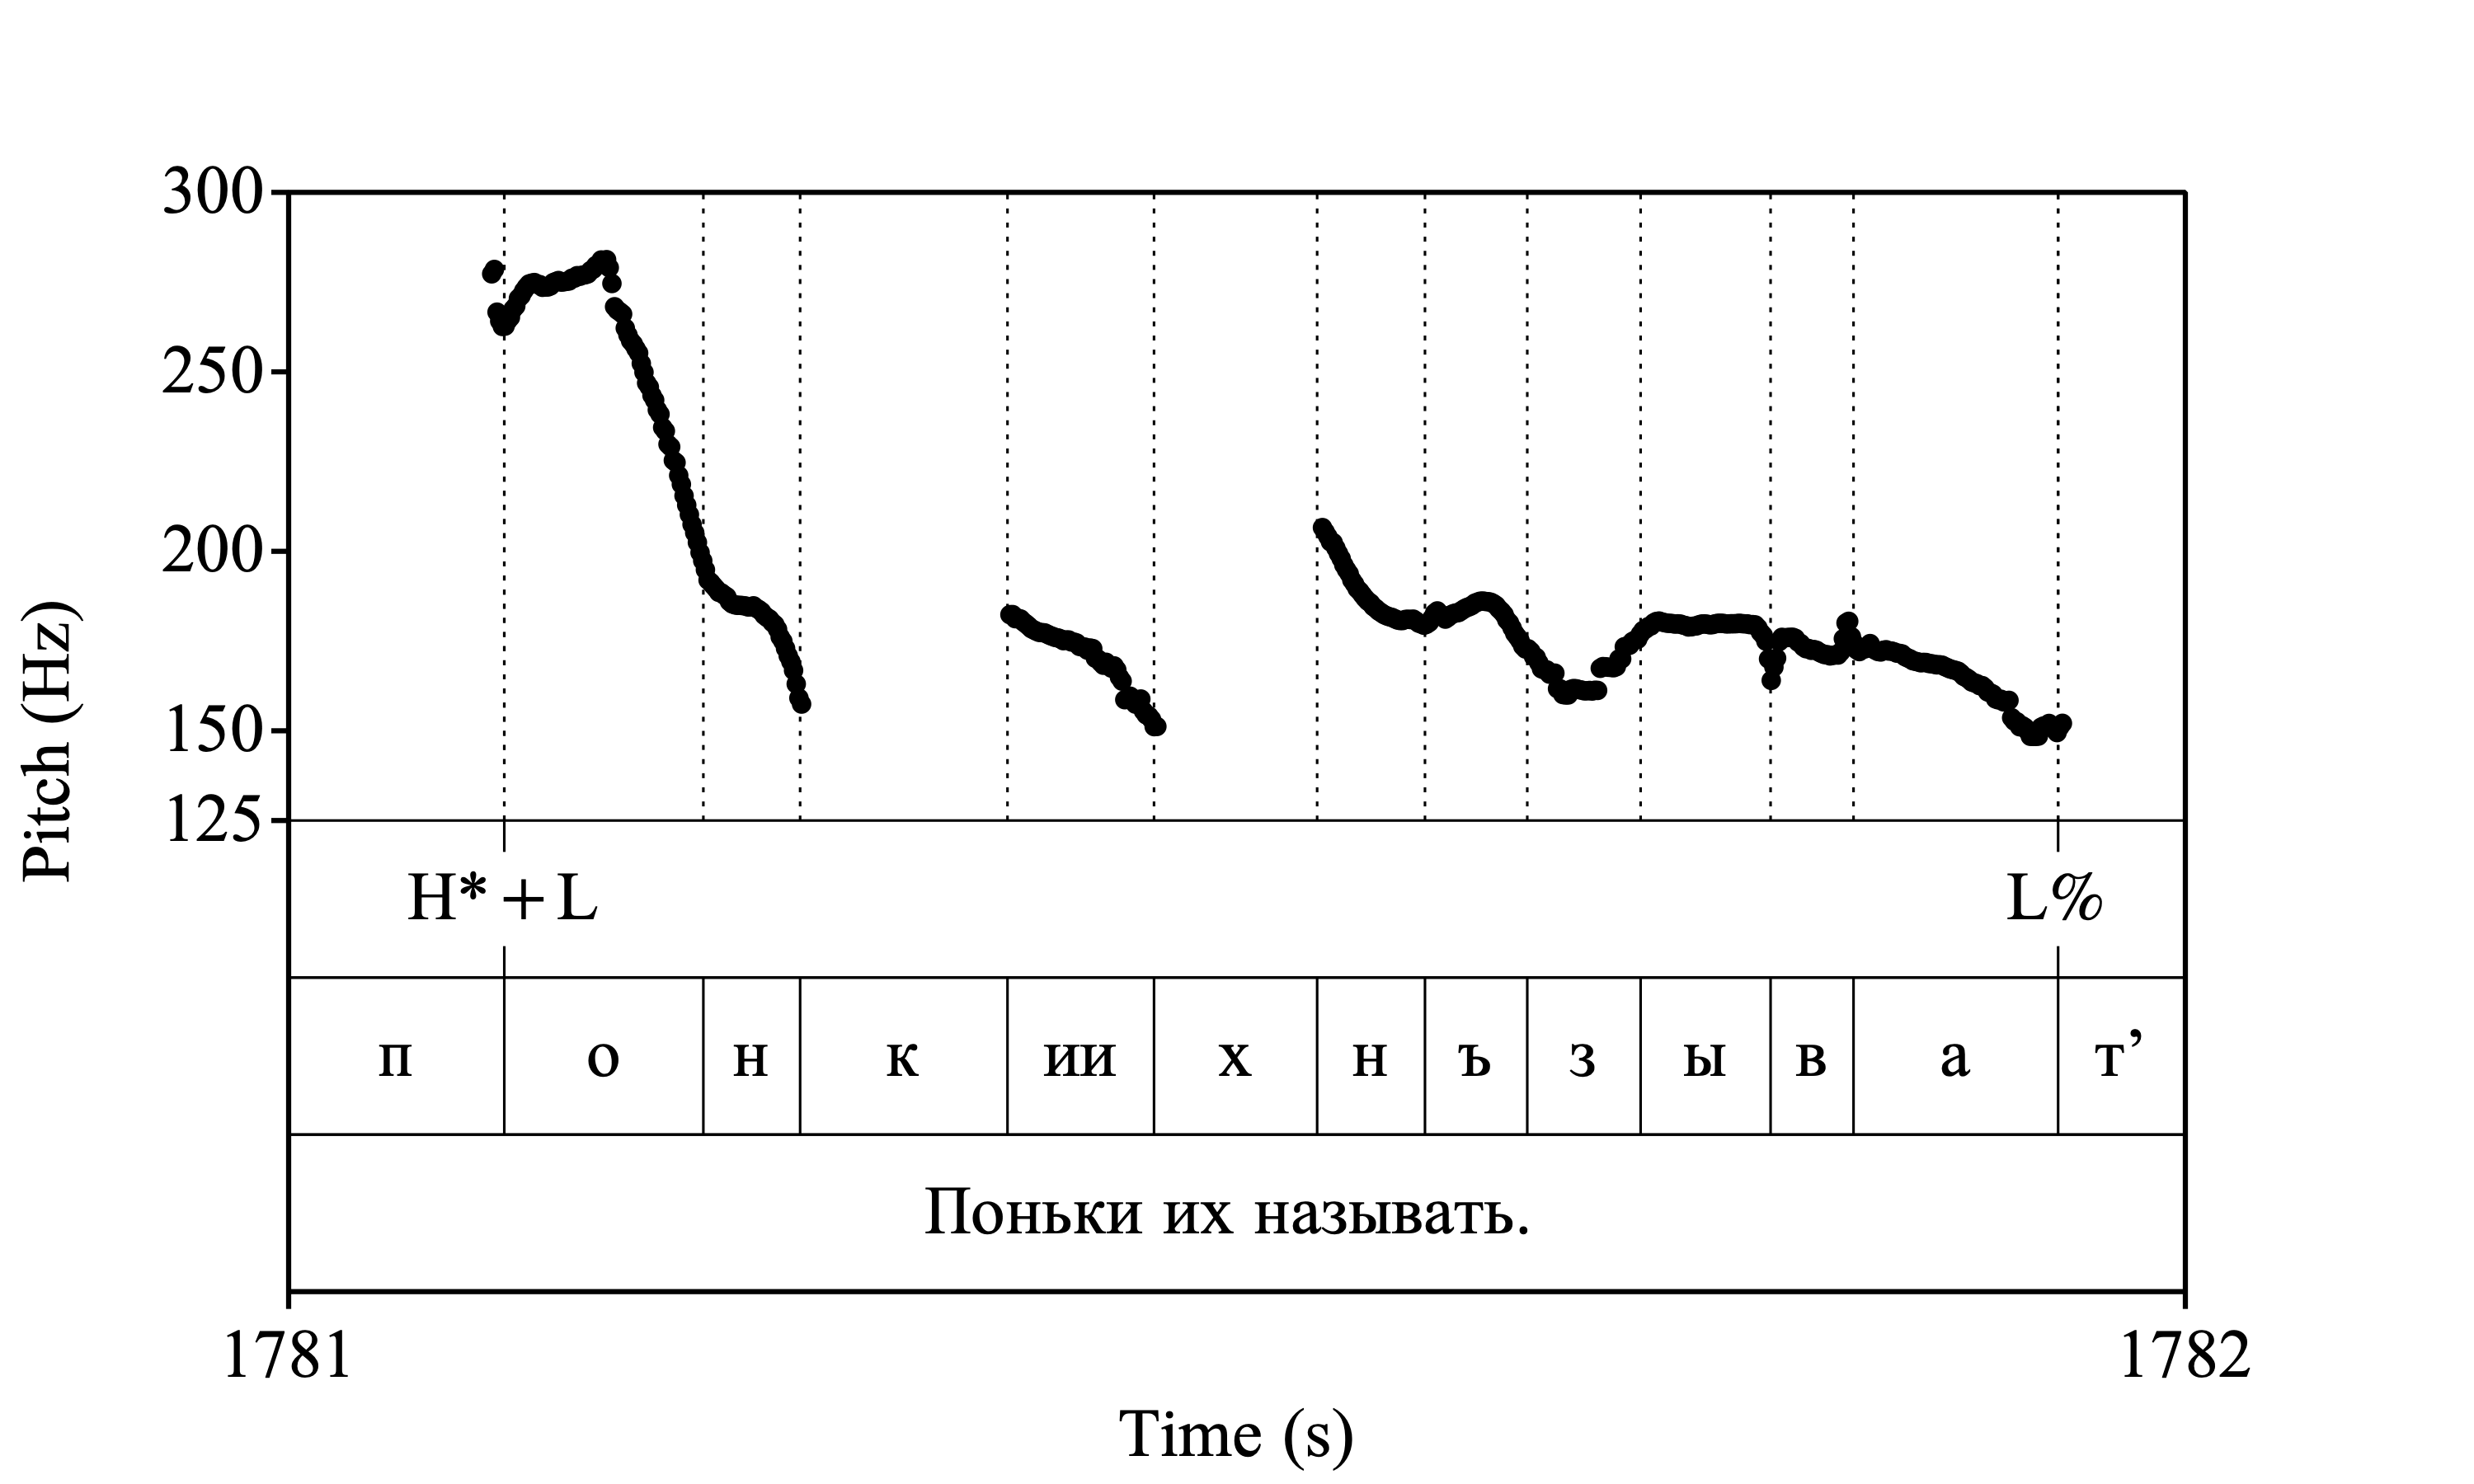 300
250
200
150
125
Pitch (Hz)
H*+L L%
п о н к ии х н ъ з ы в а т’
Поньки их называть.
1781 1782
Time (s)